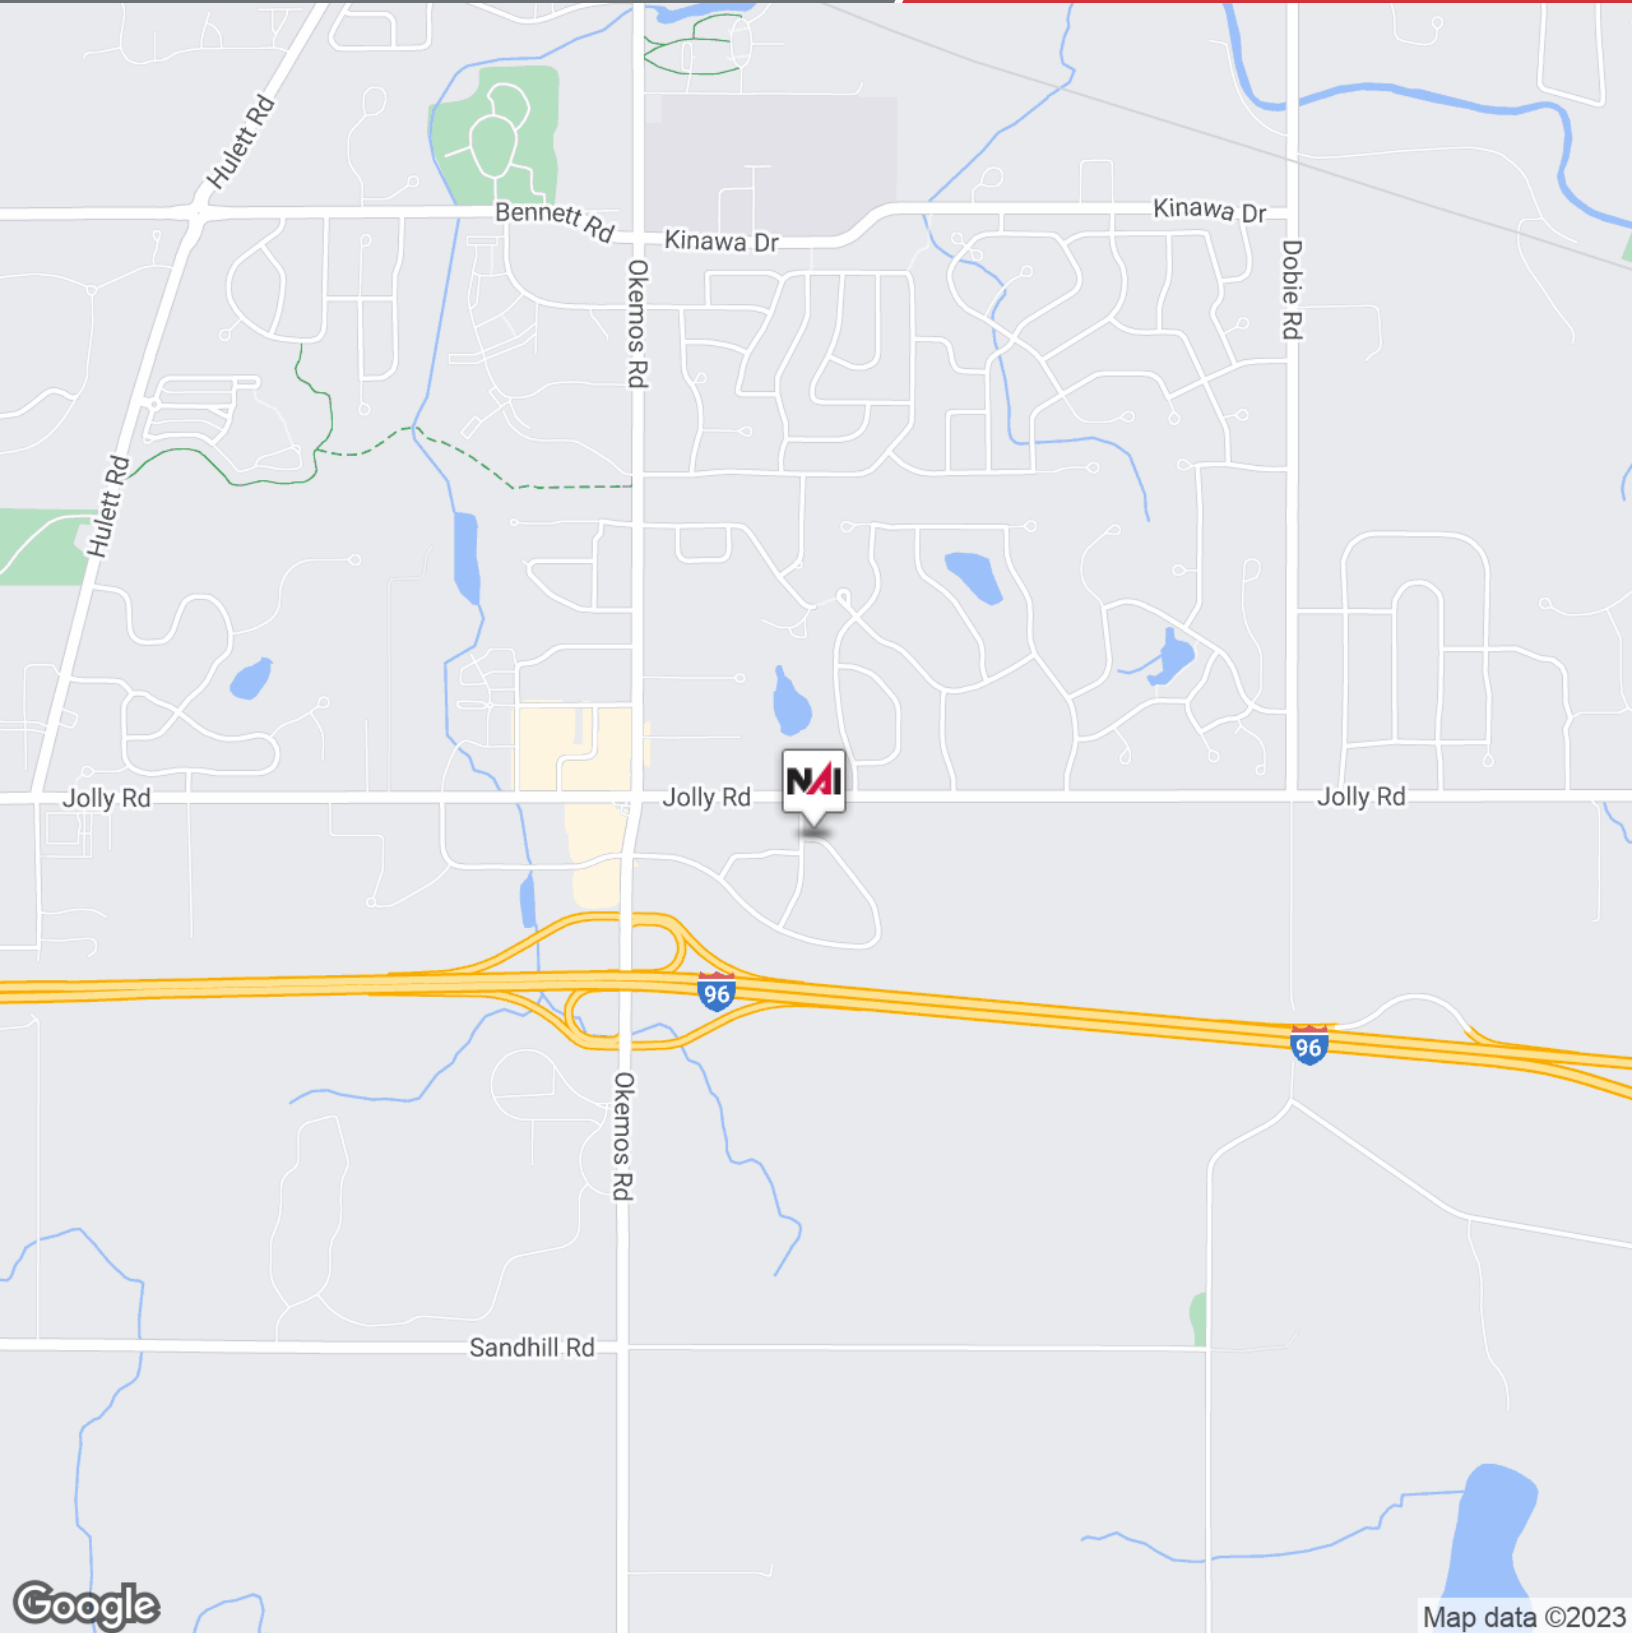 Hulett Rd
Bennett Rd
Kinawa Dr
Kinawa Dr
Okemos Rd
Dobie Rd
Hulett Rd
NAI
Jolly Rd
Jolly Rd
Jolly Rd
96
96
Okemos Rd
Sandhill Rd
Google
Map data ©2023